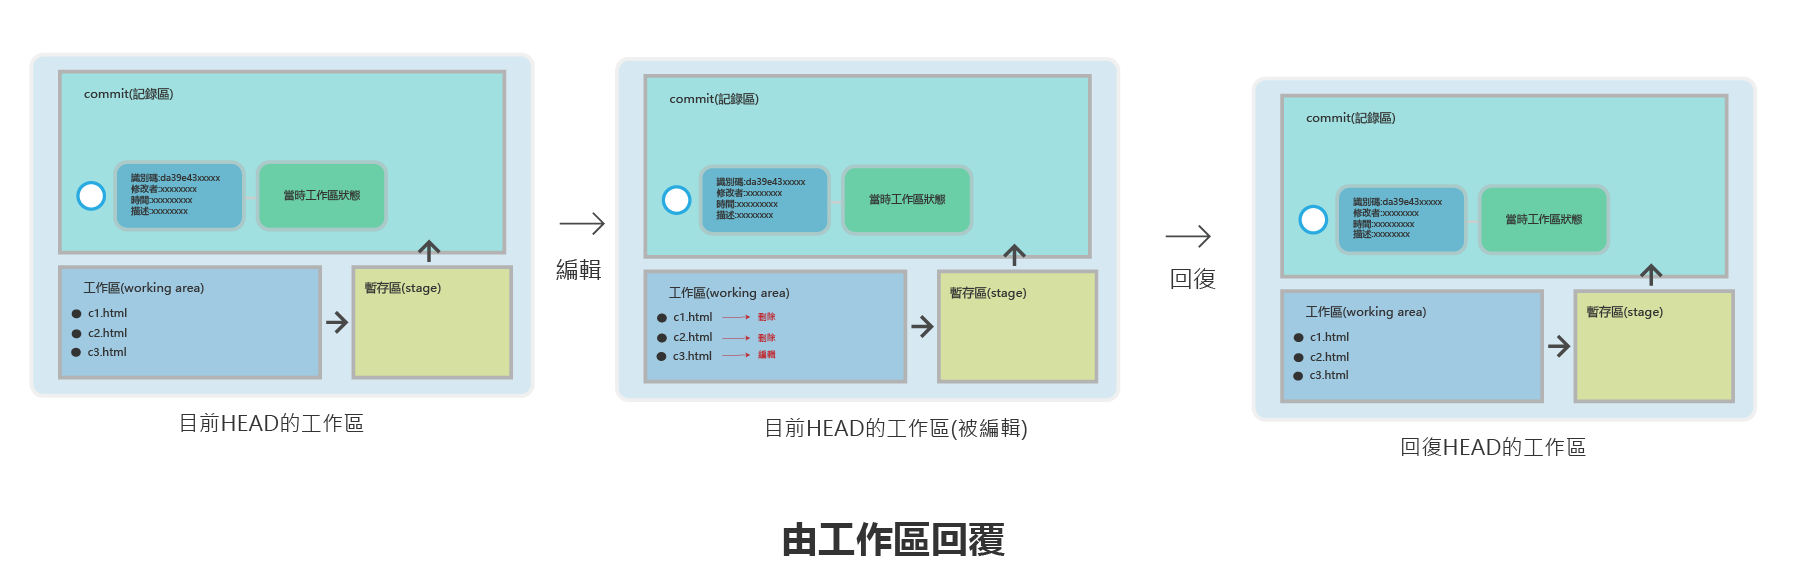 commit(記錄區)
識別碼:da39e43xxxxx
修改者:xxxxxxxx
時間:xxxxxxxxx
描述:xxxxxxxx
當時工作區狀態
工作區(working area)
c1.html
c2.html
c3.html
暫存區(stage)
目前HEAD的工作區
編輯
commit(記錄區)
識別碼:da39e43xxxxx
修改者:xxxxxxxx
時間:xxxxxxxxx
描述:xxxxxxxx
當時工作區狀態
工作區(working area)
c1.html 刪除
c2.html 刪除
c3.html 編輯
暫存區(stage)
目前HEAD的工作區(被編輯)
回復
commit(記錄區)
識別碼:da39e43xxxxx
修改者:xxxxxxxx
時間:xxxxxxxxx
描述:xxxxxxxx
當時工作區狀態
工作區(working area)
c1.html
c2.html
c3.html
暫存區(stage)
回復HEAD的工作區
由工作區回覆